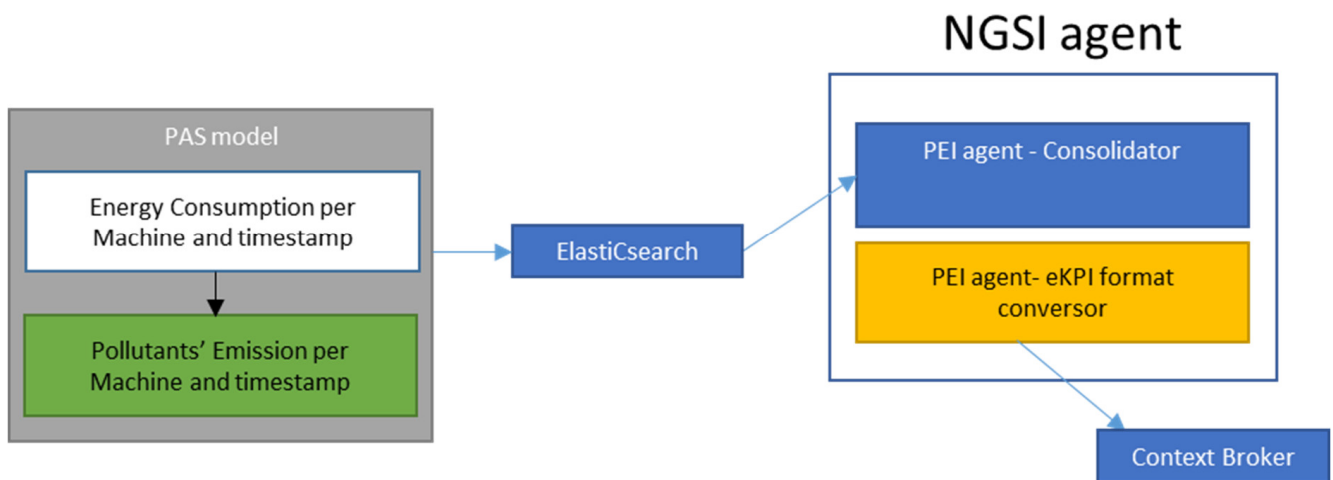 NGSI agent
PAS model
Energy Consumption per
Machine and timestamp
Pollutants’ Emission per
Machine and timestamp
ElastiCsearch
PEI agent - Consolidator
PEI agent- eKPI format
conversor
Context Broker